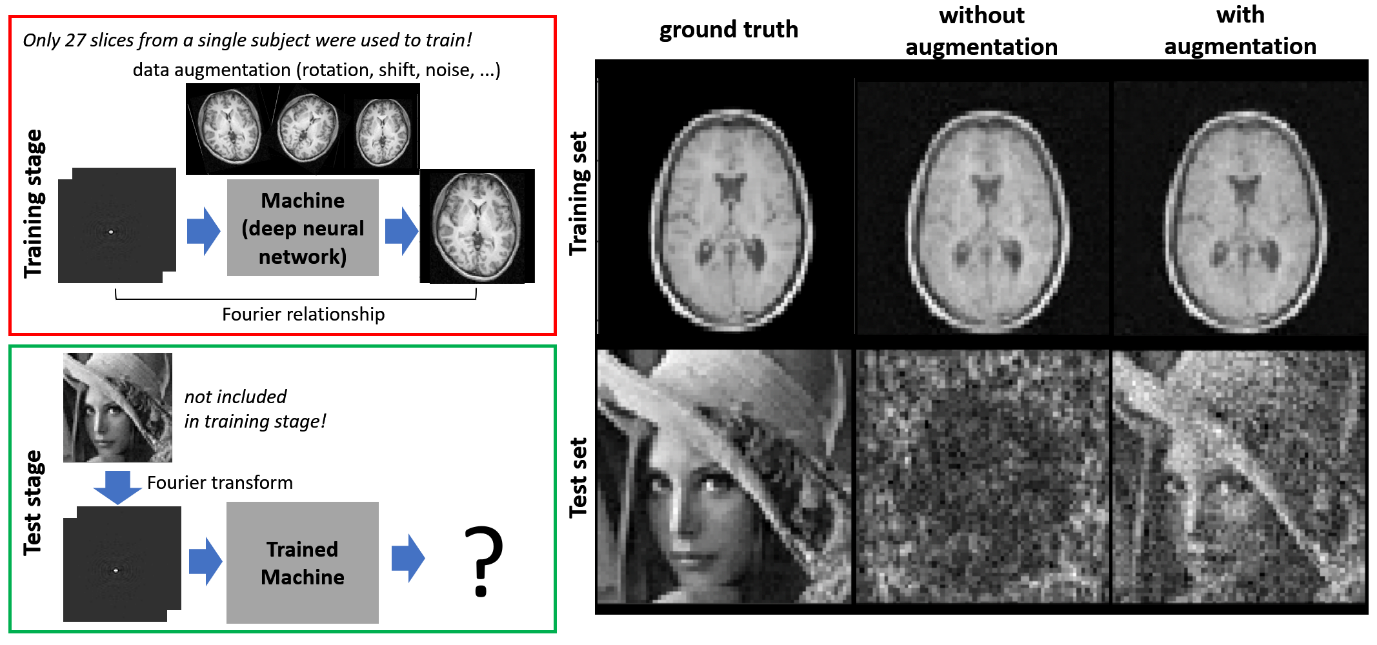 Only 27 slices from a single subject were used to train!
data augmentation (rotation, shift, noise, ...)
Training stage
Machine
(deep neural
network)
Fourier relationship
not included
in training stage!
Fourier transform
Test stage
Trained
Machine
?
ground truth
without
augmentation
with
augmentation
Training set
Test set